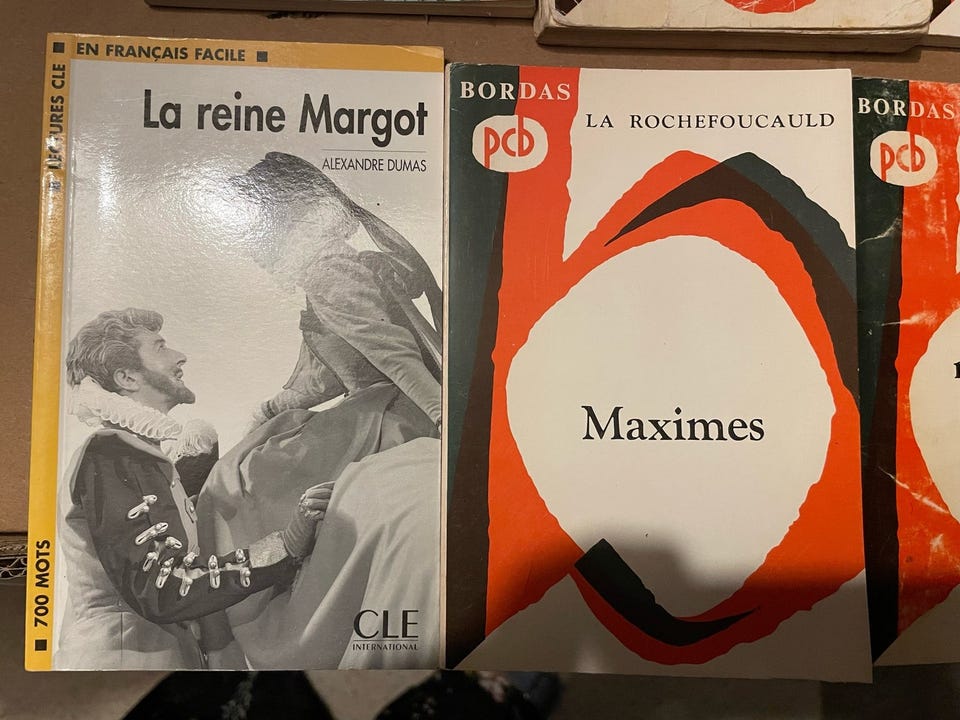 EN FRANÇAIS FACILE
LECTURES CLE
700 MOTS
La reine Margot
ALEXANDRE DUMAS
CLE
INTERNATIONAL
BORDAS
pcb
LA ROCHEFOUCAULD
Maximes
BORDAS
pcb